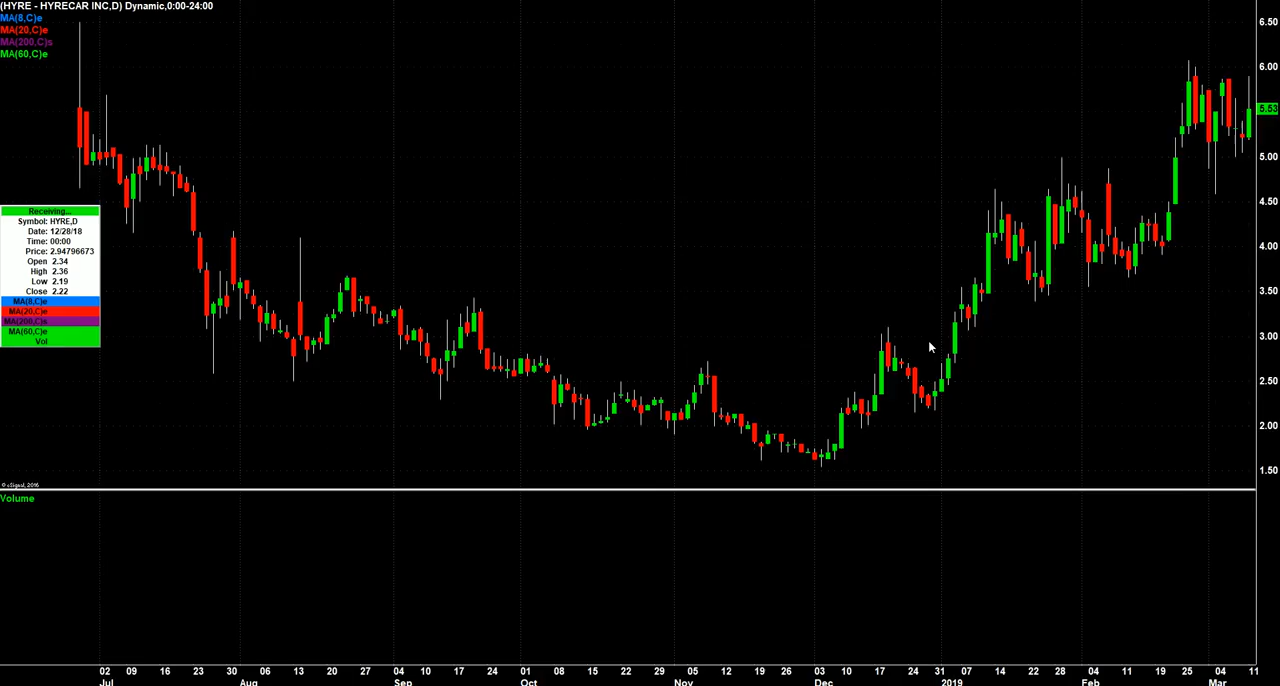 (HYRE - HYRECAR INC,D) Dynamic,0:00-24:00
MA(8,C)e
MA(20,C)e
MA(200,C)s
MA(60,C)e
6.50
6.00
5.53
5.00
4.50
4.00
3.50
3.00
2.50
2.00
1.50
Receiving...
Symbol: HYRE,D
Date: 12/28/18
Time: 00:00
Price: 2.94796673
Open 2.34
High 2.36
Low 2.19
Close 2.22
MA(8,C)e
MA(20,C)e
MA(200,C)s
MA(60,C)e
Vol
© eSignal, 2016
Volume
02 09 16 23 30 06 13 20 27 04 10 17 24 01 08 15 22 29 05 12 19 26 03 10 17 24 31 07 14 22 28 04 11 19 25 04 11
Jul Aug Sep Oct Nov Dec 2019 Feb Mar